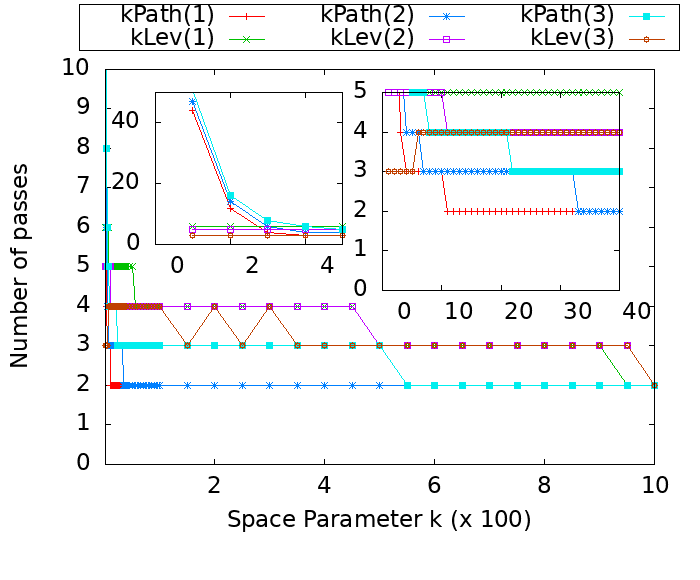 kPath(1) kPath(2) kPath(3)
kLev(1) kLev(2) kLev(3)
10
9
8
7
6
5
4
3
2
1
0
Number of passes
40
20
0
0 2 4
5
4
3
2
1
0
0 10 20 30 40
2 4 6 8 10
Space Parameter k (x 100)